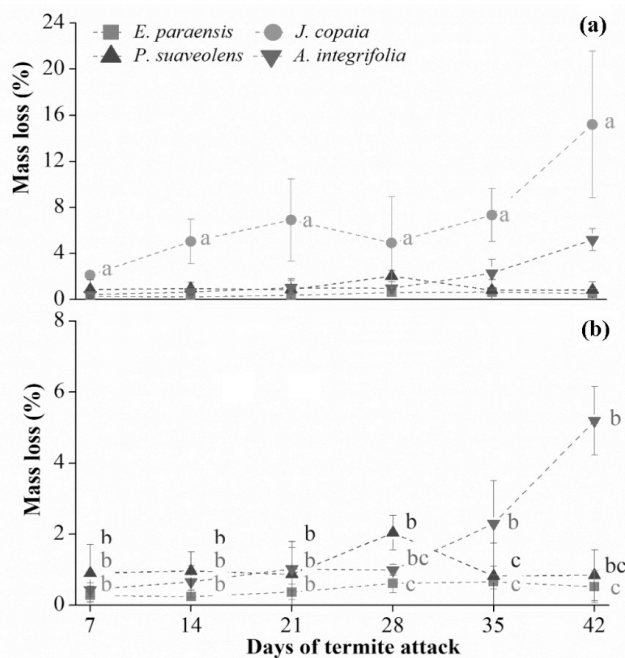 (a)
E. paraensis J. copaia
P. suaveolens A. integrifolia
Mass loss (%)
24
20
16
12
8
4
0
a a a a a a
(b)
Mass loss (%)
8
6
4
2
0
b b b b c bc
b b b bc b b
b b b c c c
7 14 21 28 35 42
Days of termite attack